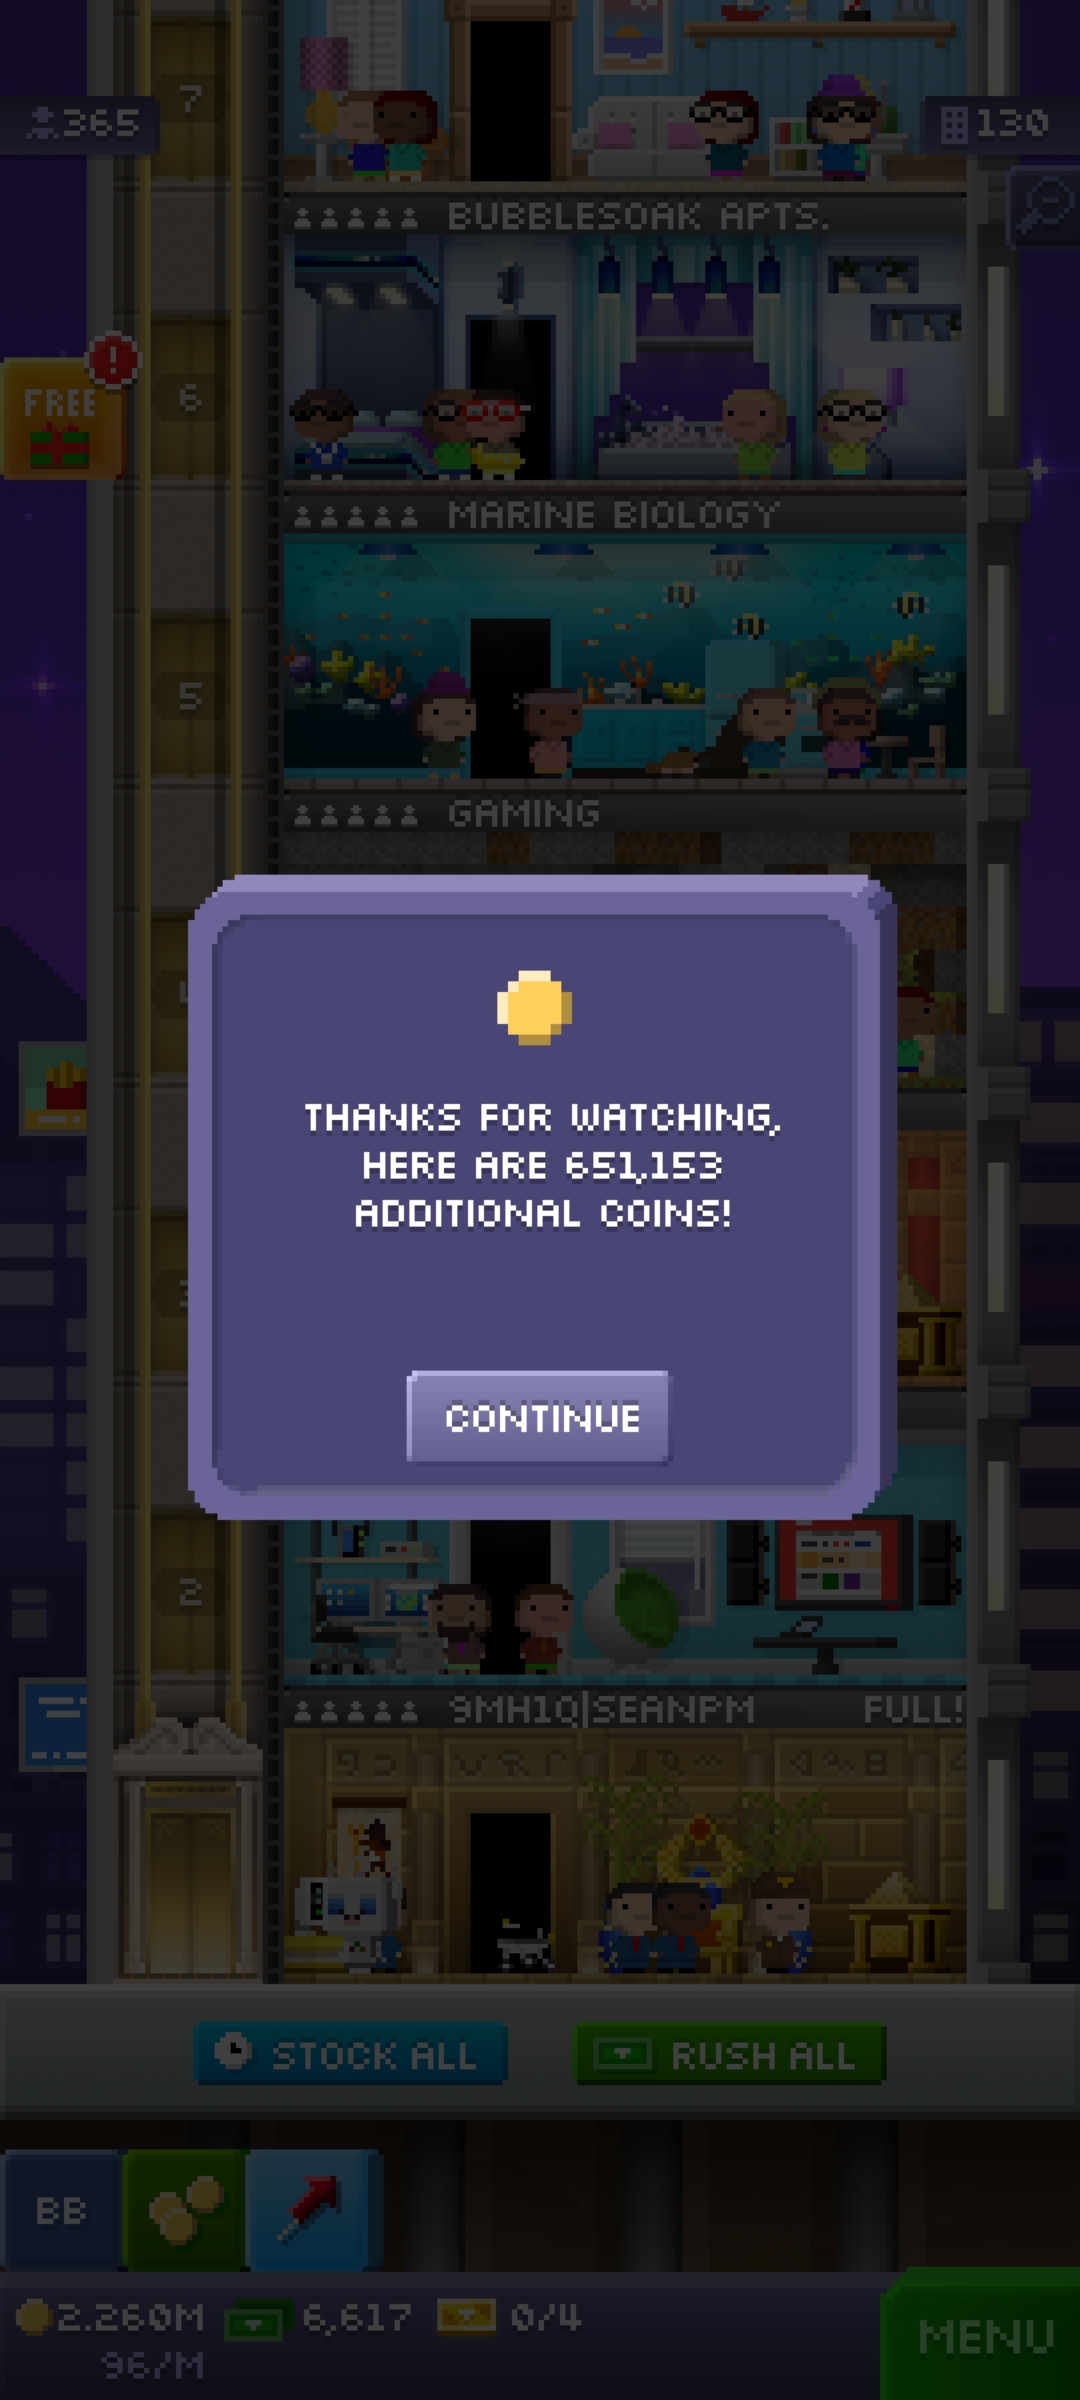 7
365
130
BUBBLESOAK APTS.
FREE
!
6
MARINE BIOLOGY
5
GAMING
THANKS FOR WATCHING,
HERE ARE 651,153
ADDITIONAL COINS!
CONTINUE
2
9MH1Q|SEANPM FULL!
STOCK ALL
RUSH ALL
BB
2.260M 6,617 0/4
96/M
MENU